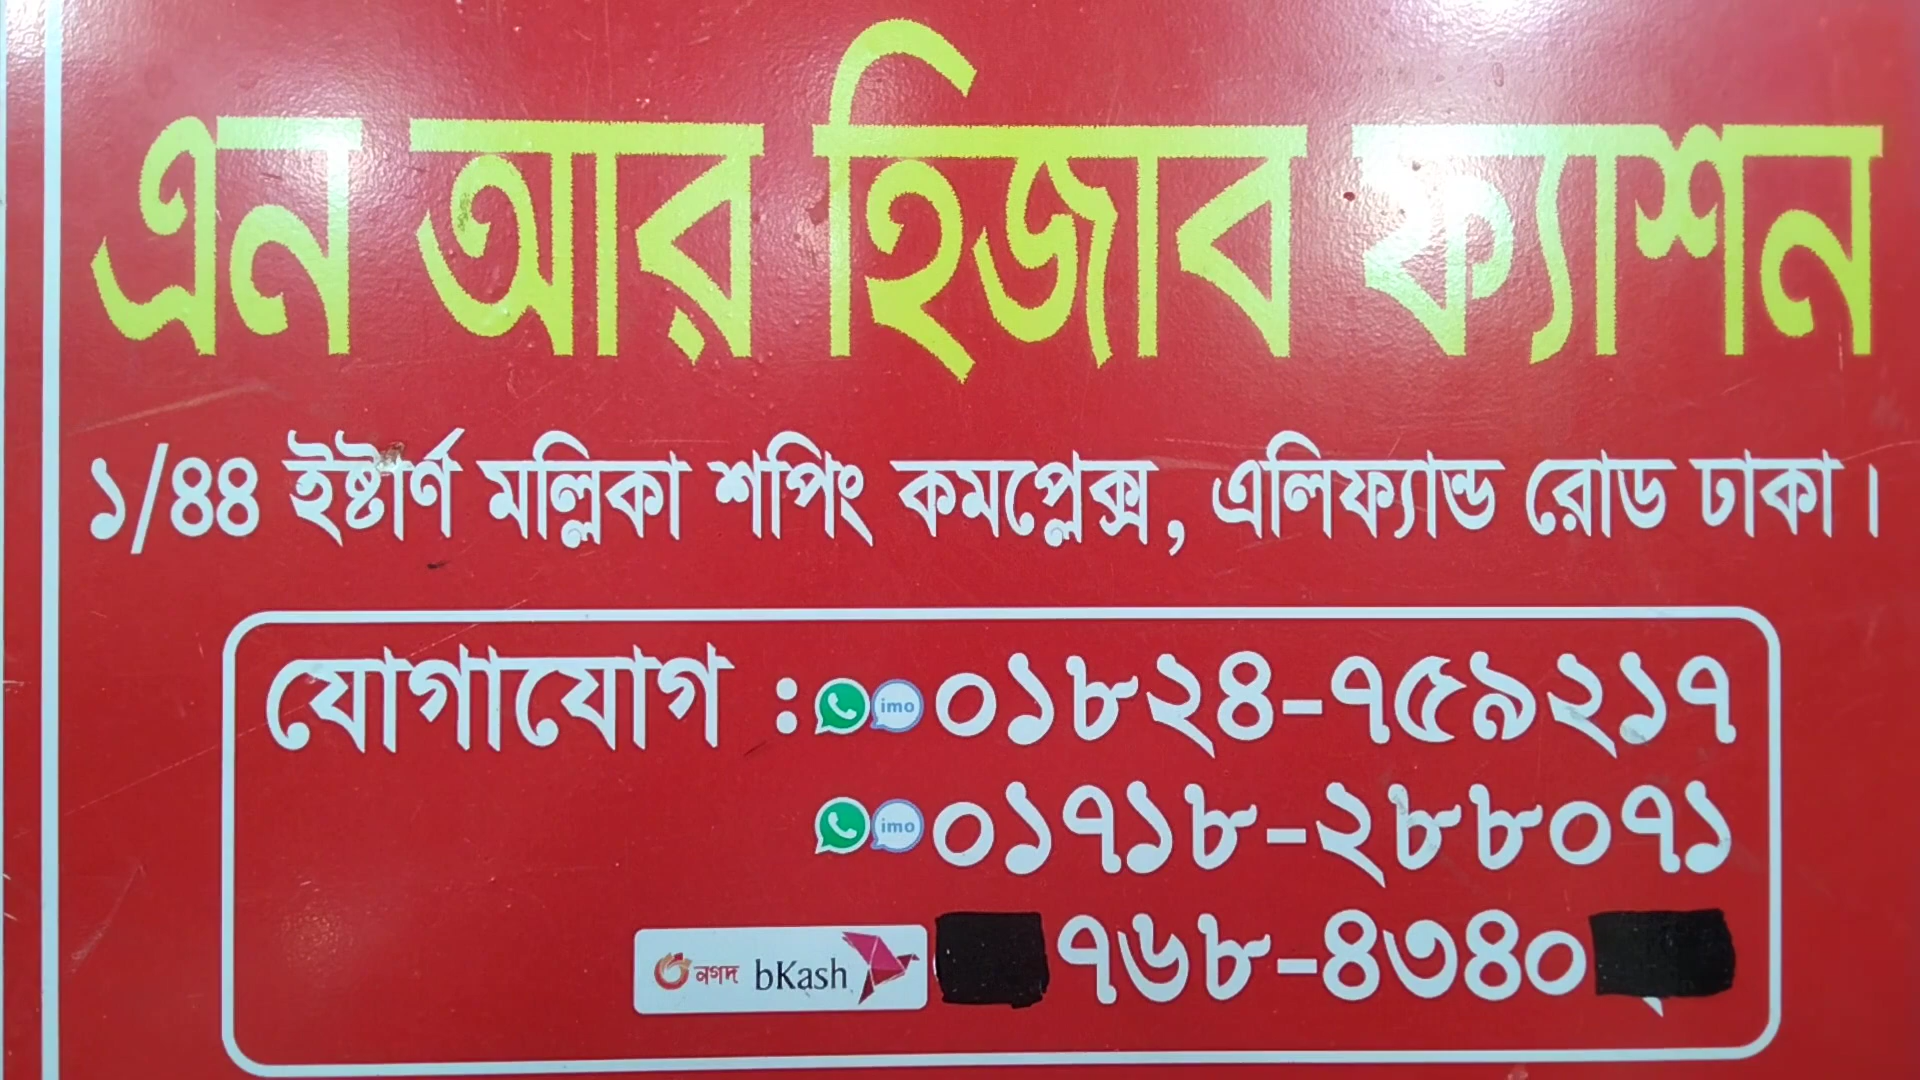 এন আর হিজাব ফ্যাশন
১/৪৪ ইষ্টার্ণ মল্লিকা শপিং কমপ্লেক্স, এলিফ্যান্ড রোড ঢাকা।
যোগাযোগ : imo ০১৮২৪-৭৫৯২১৭
imo ০১৭১৮-২৮৮০৭১
নগদ bKash ৭৬৮-৪৩৪০